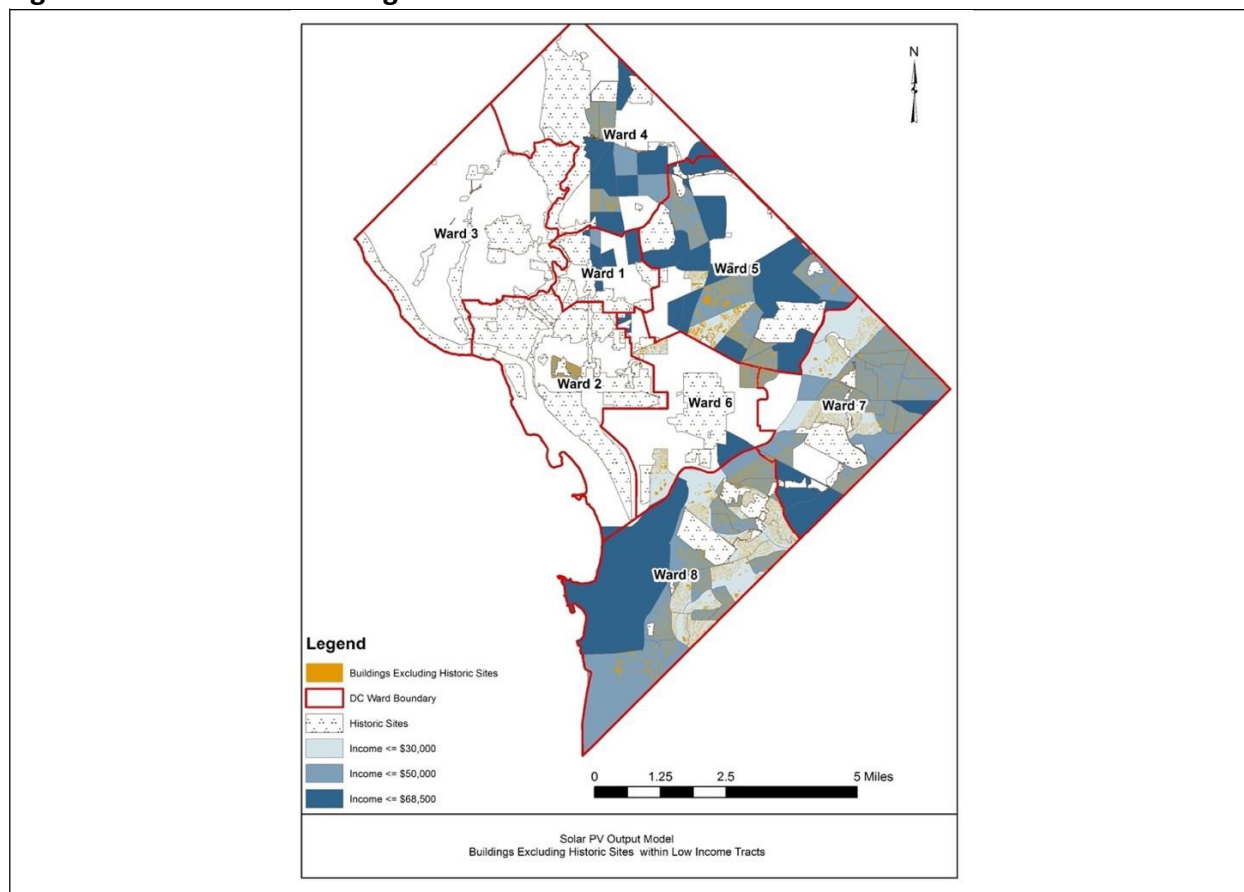 N
Ward 4
Ward 3
Ward 5
Ward 1
Ward 2
Ward 6
Ward 7
Ward 8
Legend
Buildings Excluding Historic Sites
DC Ward Boundary
Historic Sites
Income <= $30,000
Income <= $50,000
Income <= $68,500
0 1.25 2.5 5 Miles
Solar PV Output Model
Buildings Excluding Historic Sites within Low Income Tracts